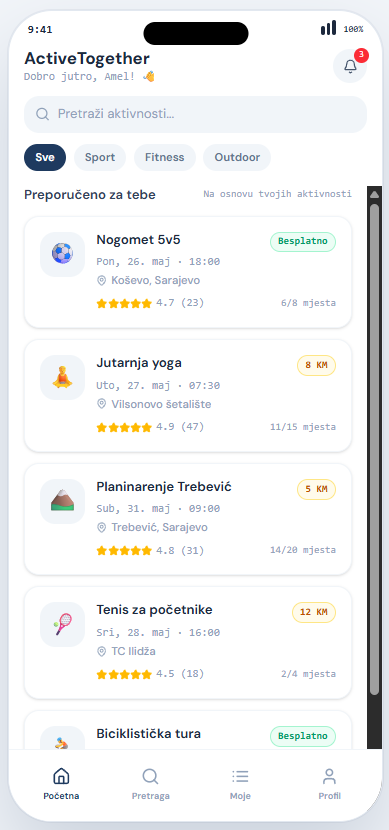 9:41
100%
ActiveTogether
Dobro jutro, Amel! 👋
3
Pretraži aktivnosti...
Sve
Sport
Fitness
Outdoor
Preporučeno za tebe
Na osnovu tvojih aktivnosti
Nogomet 5v5
Besplatno
Pon, 26. maj · 18:00
Koševo, Sarajevo
4.7 (23)
6/8 mjesta
Jutarnja yoga
8 KM
Uto, 27. maj · 07:30
Vilsonovo šetalište
4.9 (47)
11/15 mjesta
Planinarenje Trebević
5 KM
Sub, 31. maj · 09:00
Trebević, Sarajevo
4.8 (31)
14/20 mjesta
Tenis za početnike
12 KM
Sri, 28. maj · 16:00
TC Ilidža
4.5 (18)
2/4 mjesta
Biciklistička tura
Besplatno
Početna
Pretraga
Moje
Profil